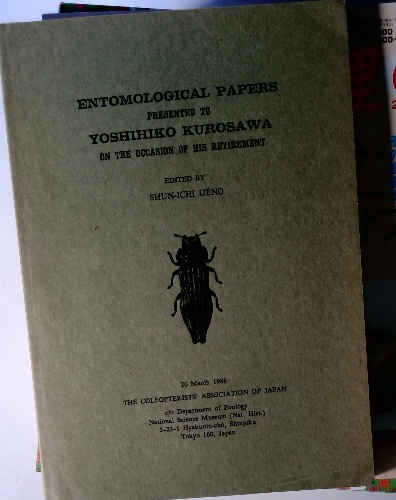 ENTOMOLOGICAL PAPERS
PRESENTED TO
YOSHIHIKO KUROSAWA
ON THE OCCASION OF HIS RETIREMENT
EDITED BY
SHUN-ICHI UÉNO
20 March 1986
THE COLEOPTERISTS' ASSOCIATION OF JAPAN
c/o Department of Zoology
National Science Museum (Nat. Hist.)
3-23-1 Hyakunin-chō, Shinjuku
Tokyo 160, Japan